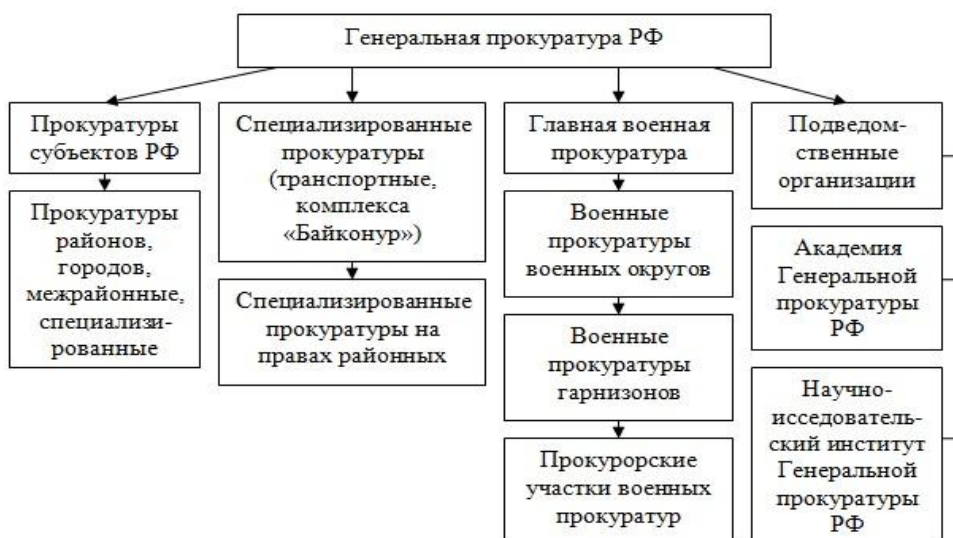 Генеральная прокуратура РФ
Прокуратуры
субъектов РФ
Прокуратуры
районов,
городов,
межрайонные,
специализи-
рованные
Специализированные
прокуратуры
(транспортные,
комплекса
«Байконур»)
Специализированные
прокуратуры на
правах районных
Главная военная
прокуратура
Военные
прокуратуры
военных округов
Военные
прокуратуры
гарнизонов
Прокурорские
участки военных
прокуратур
Подведом-
ственные
организации
Академия
Генеральной
прокуратуры
РФ
Научно-
исседователь-
ский институт
Генеральной
прокуратуры
РФ